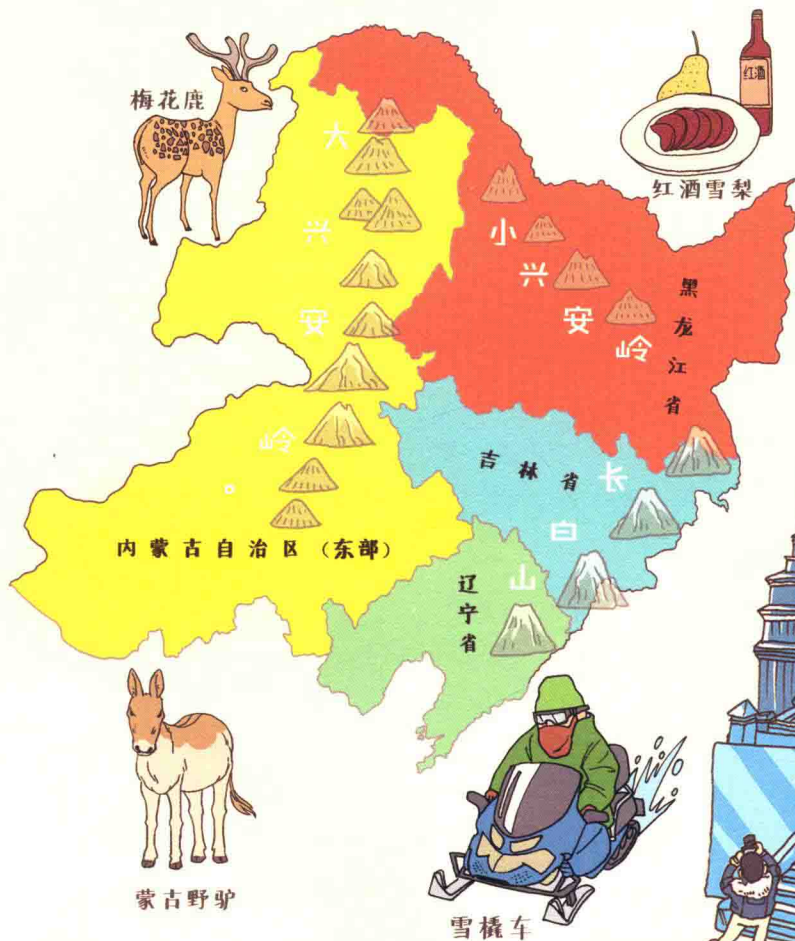 梅花鹿
红酒
红酒雪梨
大兴安岭
小兴安岭
黑龙江省
吉林省
长白山
内蒙古自治区（东部）
辽宁省
蒙古野驴
雪橇车